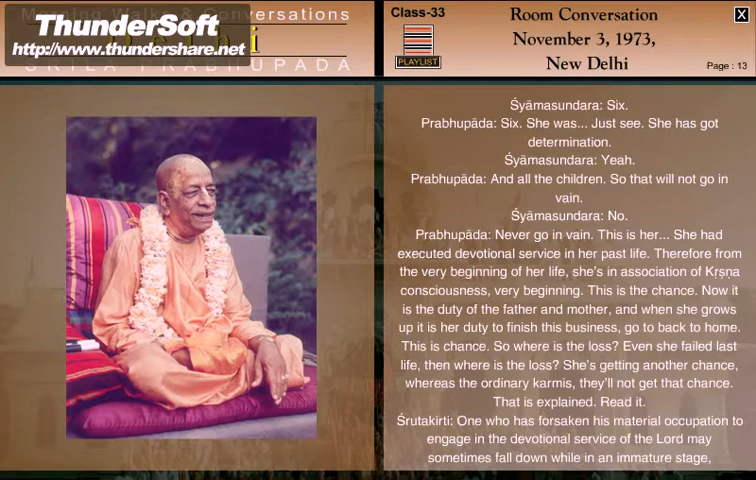 Morning Walks & Conversations
ThunderSoft
http://www.thundershare.net
SRILA PRABHUPADA
Class-33
PLAYLIST
Room Conversation
November 3, 1973,
New Delhi
X
Page : 13
Śyāmasundara: Six.
Prabhupāda: Six. She was... Just see. She has got
determination.
Śyāmasundara: Yeah.
Prabhupāda: And all the children. So that will not go in
vain.
Śyāmasundara: No.
Prabhupāda: Never go in vain. This is her... She had
executed devotional service in her past life. Therefore from
the very beginning of her life, she's in association of Kṛṣṇa
consciousness, very beginning. This is the chance. Now it
is the duty of the father and mother, and when she grows
up it is her duty to finish this business, go to back to home.
This is chance. So where is the loss? Even she failed last
life, then where is the loss? She's getting another chance,
whereas the ordinary karmis, they'll not get that chance.
That is explained. Read it.
Śrutakīrti: One who has forsaken his material occupation to
engage in the devotional service of the Lord may
sometimes fall down while in an immature stage,